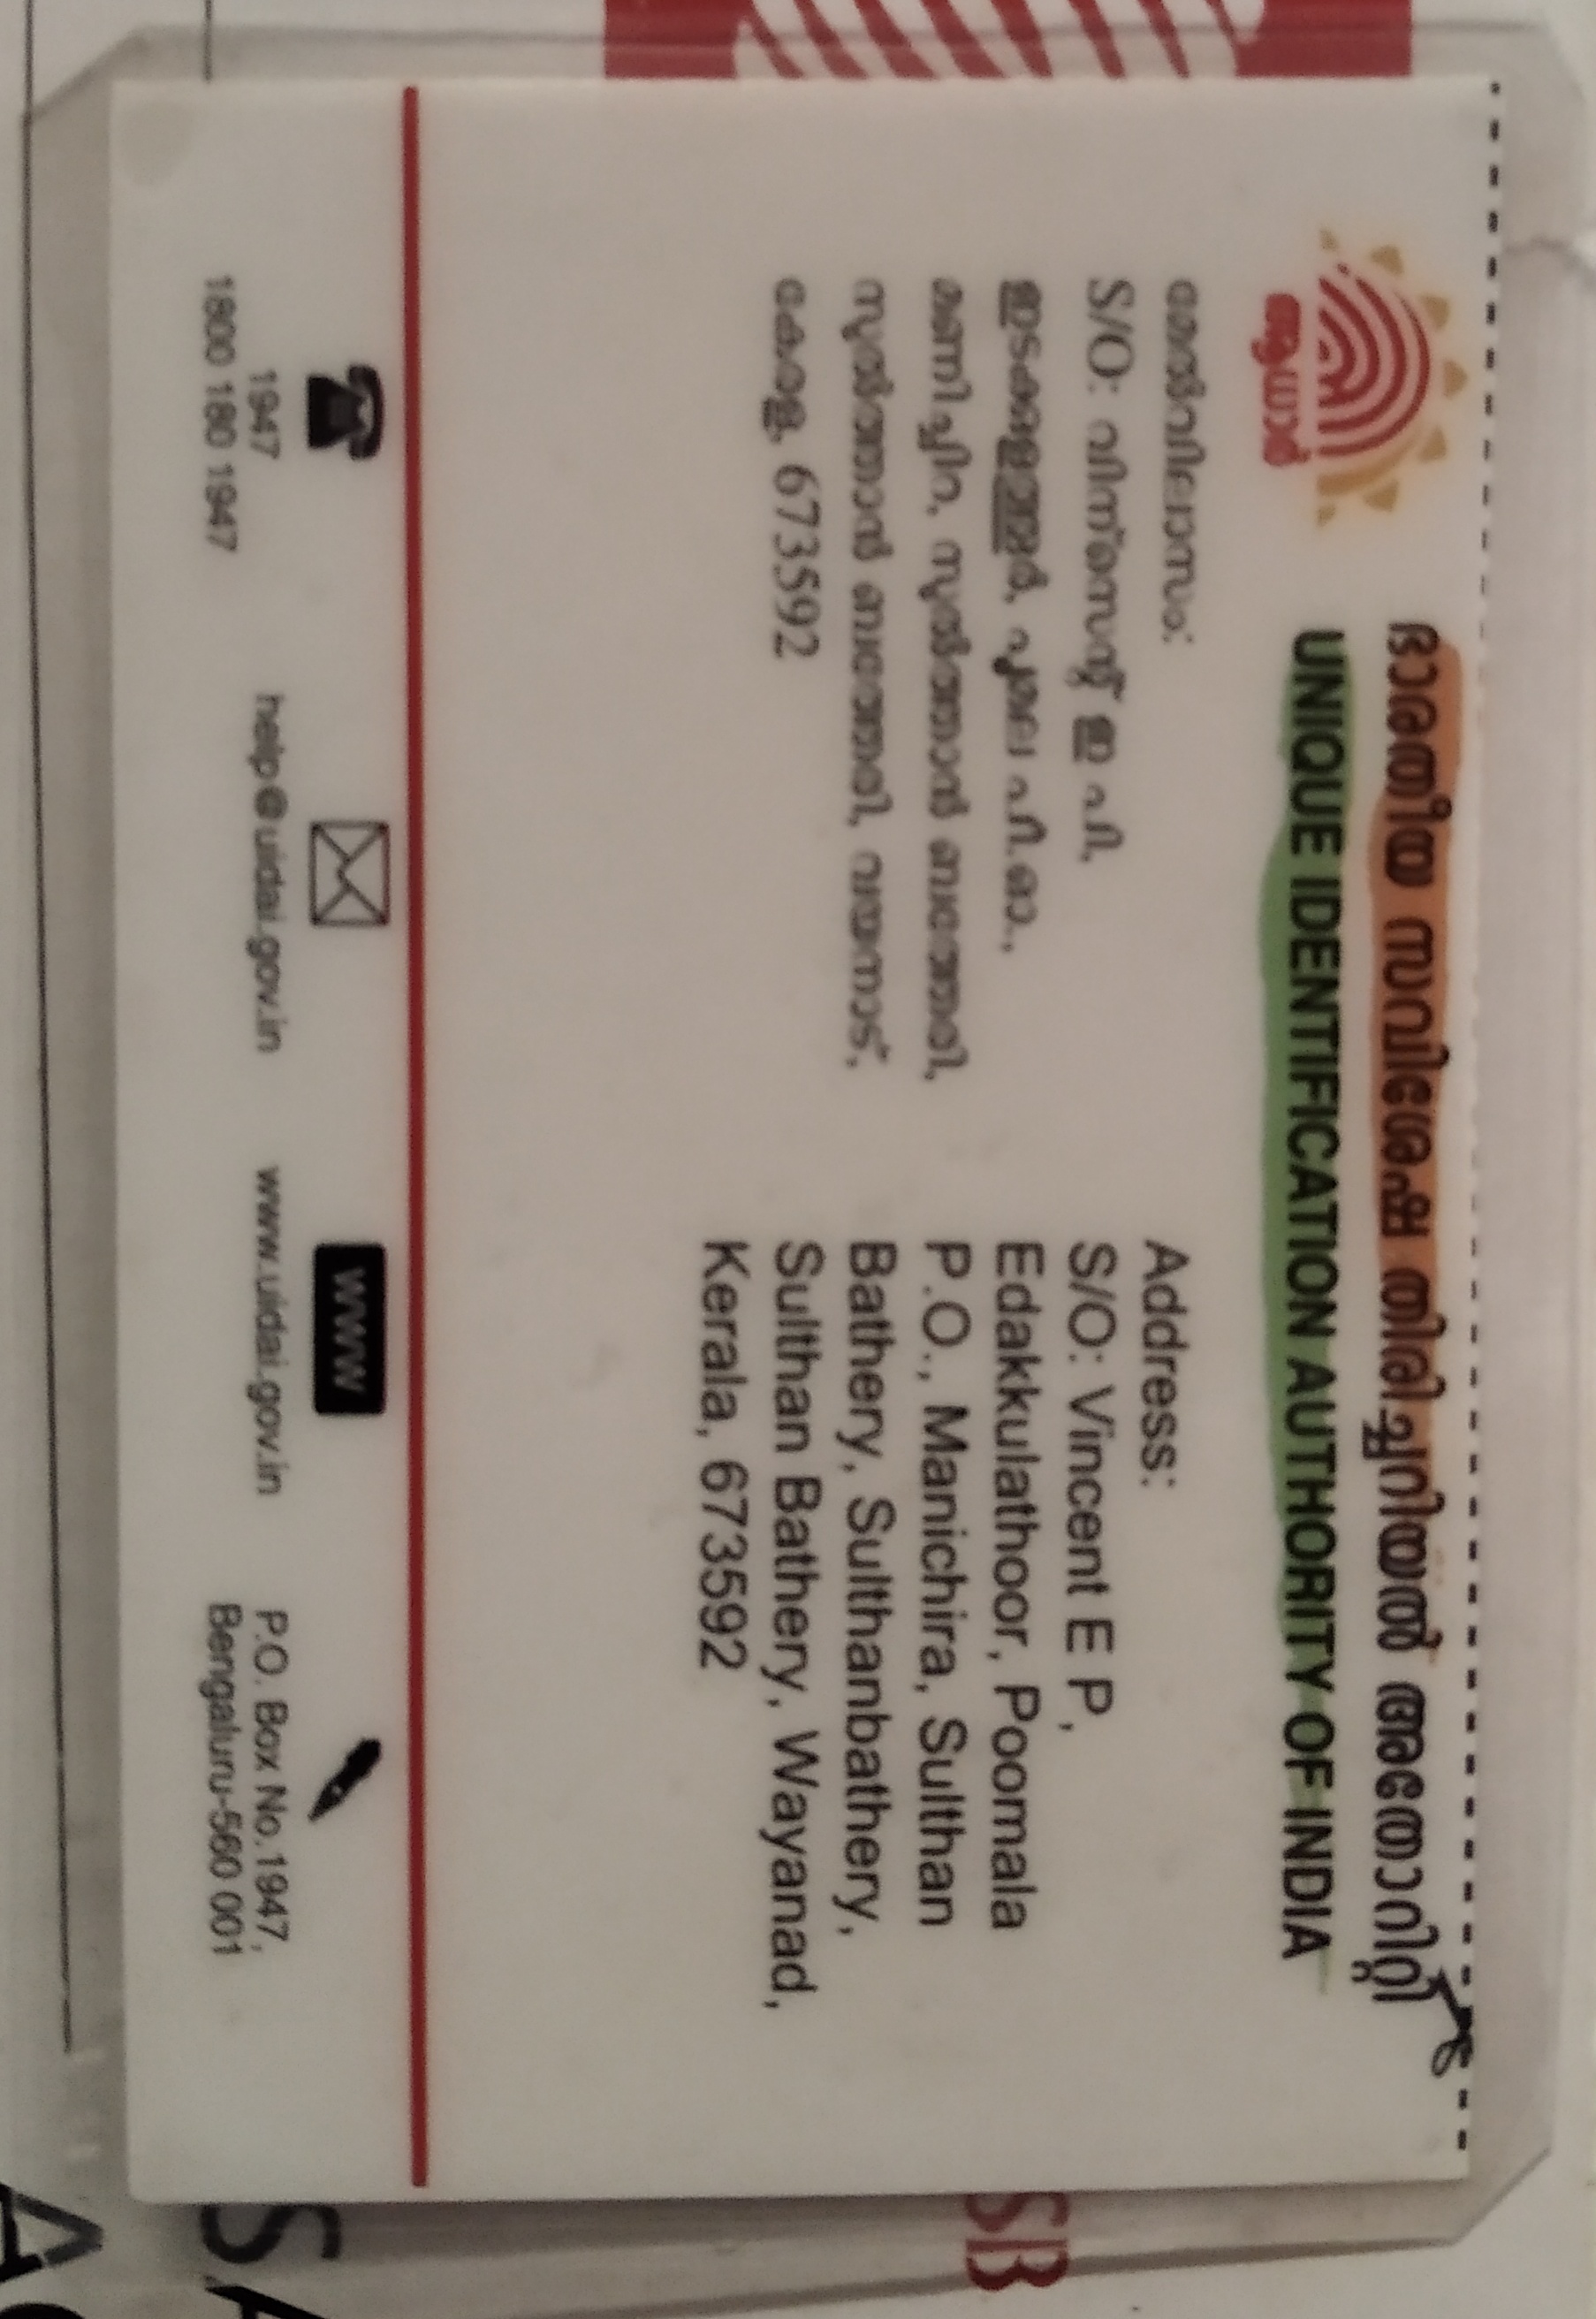 ഭാരതീയ സവിശേഷ തിരിച്ചറിയൽ അതോറിറ്റി
UNIQUE IDENTIFICATION AUTHORITY OF INDIA
ആധാർ
മേൽവിലാസം:
S/O: വിൻസെന്റ് ഇ പി,
ഇടക്കുളത്തൂർ, പൂമല പി.ഓ.,
മണിച്ചിറ, സുൽത്താൻ ബത്തേരി,
സുൽത്താൻ ബത്തേരി, വയനാട്,
കേരള, 673592
Address:
S/O: Vincent E P,
Edakkulathoor, Poomala
P.O., Manichira, Sulthan
Bathery, Sulthanbathery,
Sulthan Bathery, Wayanad,
Kerala, 673592
1947
1800 180 1947
help@uidai.gov.in
www
www.uidai.gov.in
P.O. Box No.1947,
Bengaluru-560 001
SB
SA